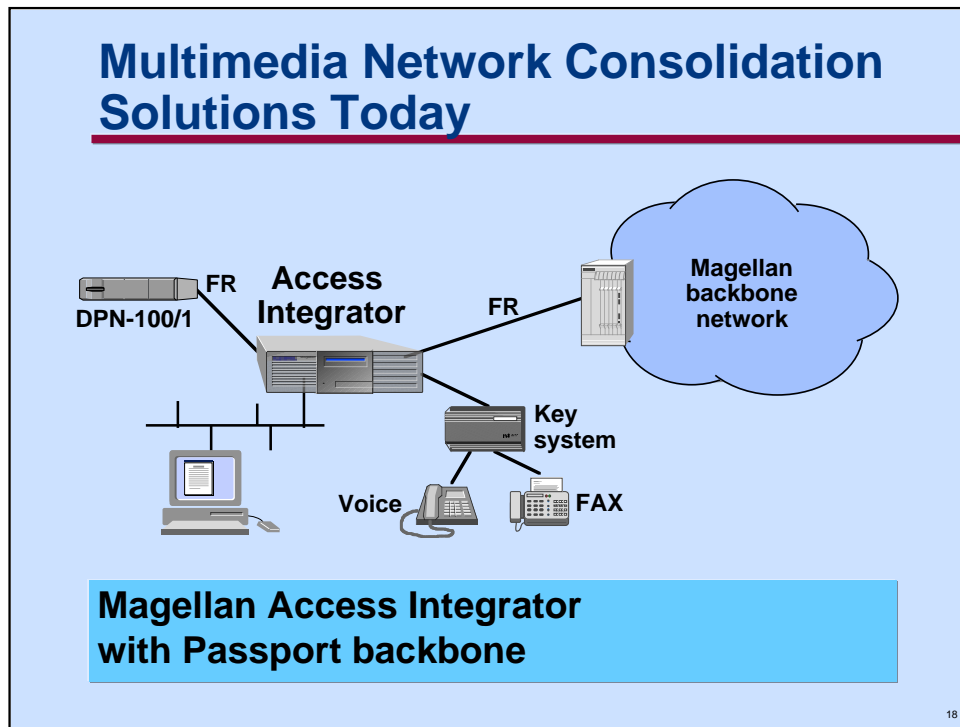 Multimedia Network Consolidation
Solutions Today
FR
DPN-100/1
Access
Integrator
FR
Magellan
backbone
network
Key
system
Voice
FAX
Magellan Access Integrator
with Passport backbone
18